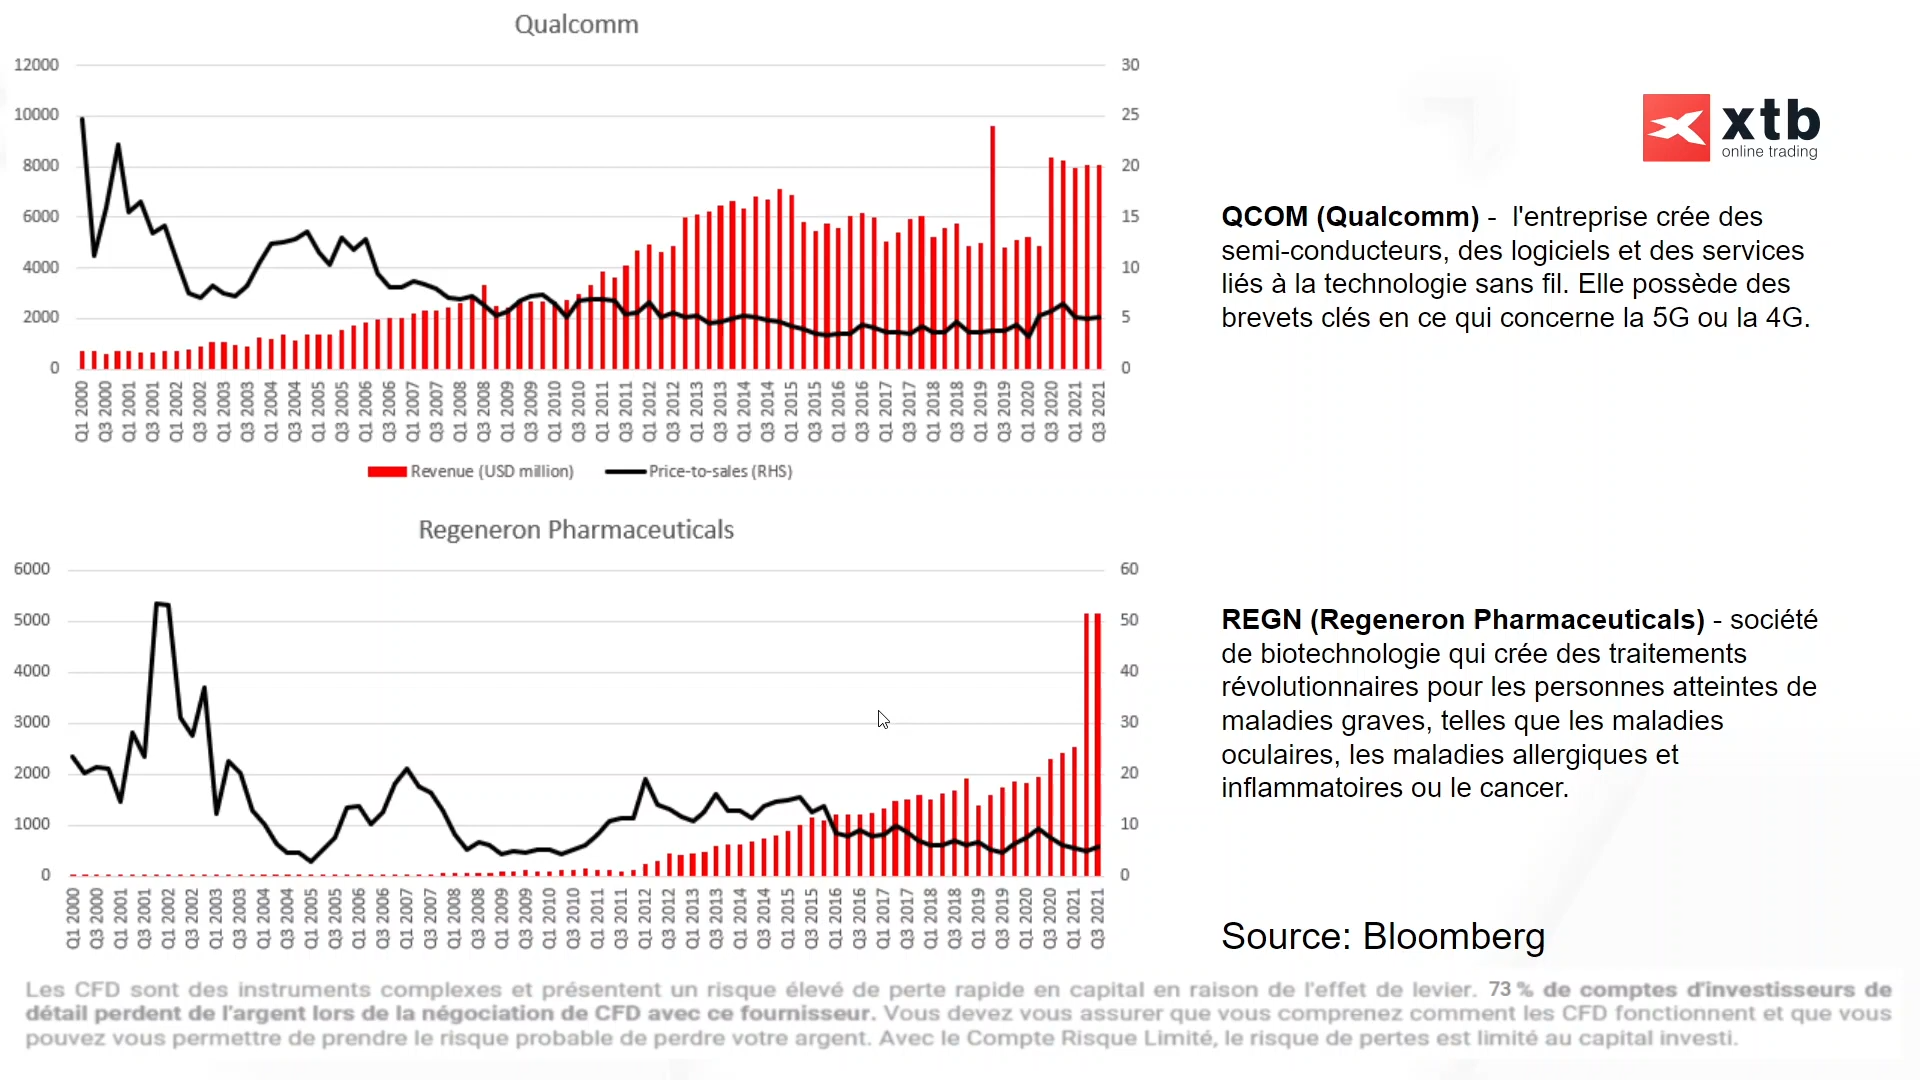 Qualcomm
12000
10000
8000
6000
4000
2000
0
30
25
20
15
10
5
0
Q1 2000
Q3 2000
Q1 2001
Q3 2001
Q1 2002
Q3 2002
Q1 2003
Q3 2003
Q1 2004
Q3 2004
Q1 2005
Q3 2005
Q1 2006
Q3 2006
Q1 2007
Q3 2007
Q1 2008
Q3 2008
Q1 2009
Q3 2009
Q1 2010
Q3 2010
Q1 2011
Q3 2011
Q1 2012
Q3 2012
Q1 2013
Q3 2013
Q1 2014
Q3 2014
Q1 2015
Q3 2015
Q1 2016
Q3 2016
Q1 2017
Q3 2017
Q1 2018
Q3 2018
Q1 2019
Q3 2019
Q1 2020
Q3 2020
Q1 2021
Q3 2021
Revenue (USD million) Price-to-sales (RHS)
xtb
online trading
QCOM (Qualcomm) - l'entreprise crée des
semi-conducteurs, des logiciels et des services
liés à la technologie sans fil. Elle possède des
brevets clés en ce qui concerne la 5G ou la 4G.
Regeneron Pharmaceuticals
6000
5000
4000
3000
2000
1000
0
60
50
40
30
20
10
0
Q1 2000
Q3 2000
Q1 2001
Q3 2001
Q1 2002
Q3 2002
Q1 2003
Q3 2003
Q1 2004
Q3 2004
Q1 2005
Q3 2005
Q1 2006
Q3 2006
Q1 2007
Q3 2007
Q1 2008
Q3 2008
Q1 2009
Q3 2009
Q1 2010
Q3 2010
Q1 2011
Q3 2011
Q1 2012
Q3 2012
Q1 2013
Q3 2013
Q1 2014
Q3 2014
Q1 2015
Q3 2015
Q1 2016
Q3 2016
Q1 2017
Q3 2017
Q1 2018
Q3 2018
Q1 2019
Q3 2019
Q1 2020
Q3 2020
Q1 2021
Q3 2021
REGN (Regeneron Pharmaceuticals) - société
de biotechnologie qui crée des traitements
révolutionnaires pour les personnes atteintes de
maladies graves, telles que les maladies
oculaires, les maladies allergiques et
inflammatoires ou le cancer.
Source: Bloomberg
Les CFD sont des instruments complexes et présentent un risque élevé de perte rapide en capital en raison de l'effet de levier. 73 % de comptes d'investisseurs de
détail perdent de l'argent lors de la négociation de CFD avec ce fournisseur. Vous devez vous assurer que vous comprenez comment les CFD fonctionnent et que vous
pouvez vous permettre de prendre le risque probable de perdre votre argent. Avec le Compte Risque Limité, le risque de pertes est limité au capital investi.